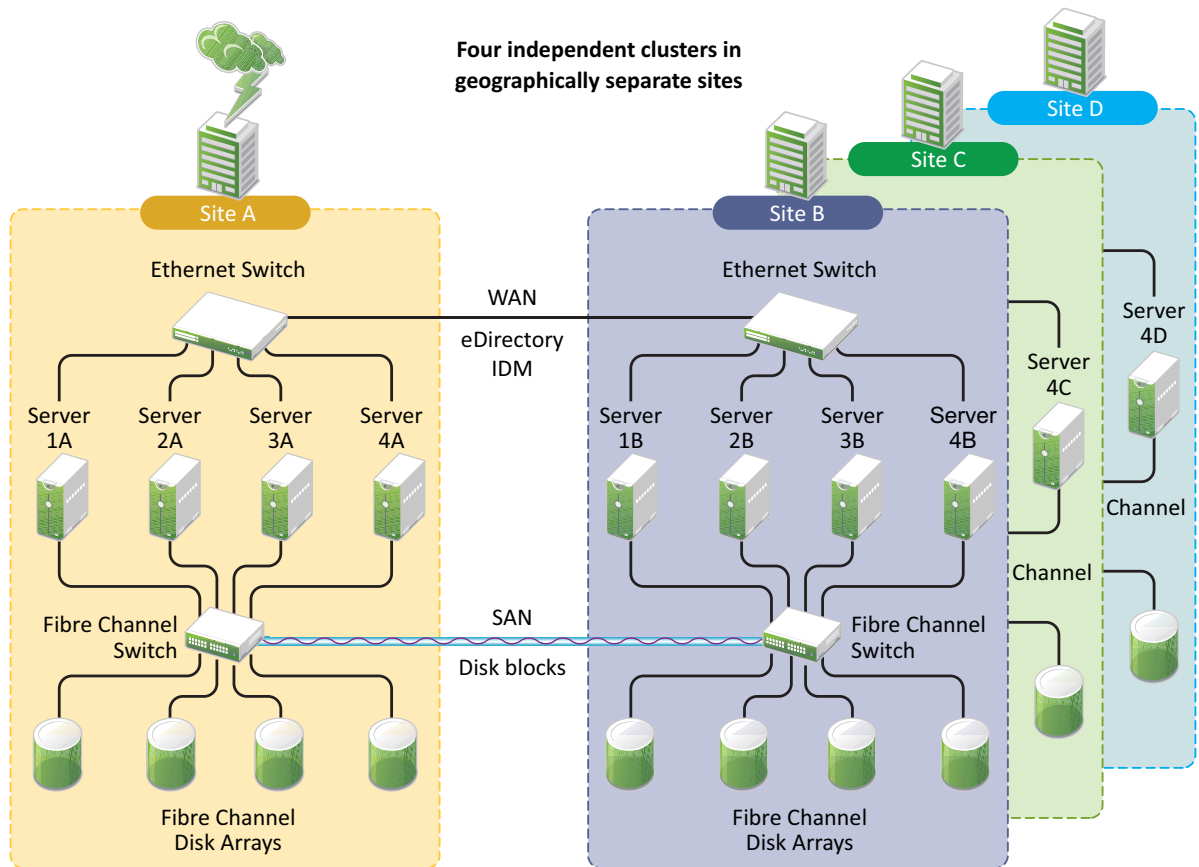 Four independent clusters in
geographically separate sites
Site A
Site B
Site C
Site D
Ethernet Switch
Ethernet Switch
WAN
eDirectory
IDM
Server
1A
Server
2A
Server
3A
Server
4A
Server
1B
Server
2B
Server
3B
Server
4B
Server
4C
Server
4D
Channel
Channel
Fibre Channel
Switch
SAN
Disk blocks
Fibre Channel
Switch
Fibre Channel
Disk Arrays
Fibre Channel
Disk Arrays